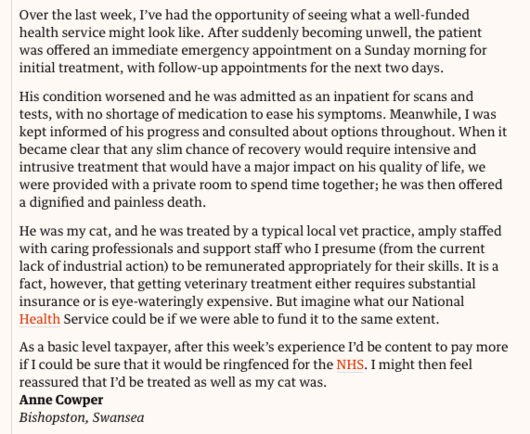 Over the last week, I’ve had the opportunity of seeing what a well-funded
health service might look like. After suddenly becoming unwell, the patient
was offered an immediate emergency appointment on a Sunday morning for
initial treatment, with follow-up appointments for the next two days.
His condition worsened and he was admitted as an inpatient for scans and
tests, with no shortage of medication to ease his symptoms. Meanwhile, I was
kept informed of his progress and consulted about options throughout. When it
became clear that any slim chance of recovery would require intensive and
intrusive treatment that would have a major impact on his quality of life, we
were provided with a private room to spend time together; he was then offered
a dignified and painless death.
He was my cat, and he was treated by a typical local vet practice, amply staffed
with caring professionals and support staff who I presume (from the current
lack of industrial action) to be remunerated appropriately for their skills. It is a
fact, however, that getting veterinary treatment either requires substantial
insurance or is eye-wateringly expensive. But imagine what our National
Health Service could be if we were able to fund it to the same extent.
As a basic level taxpayer, after this week’s experience I’d be content to pay more
if I could be sure that it would be ringfenced for the NHS. I might then feel
reassured that I’d be treated as well as my cat was.
Anne Cowper
Bishopston, Swansea